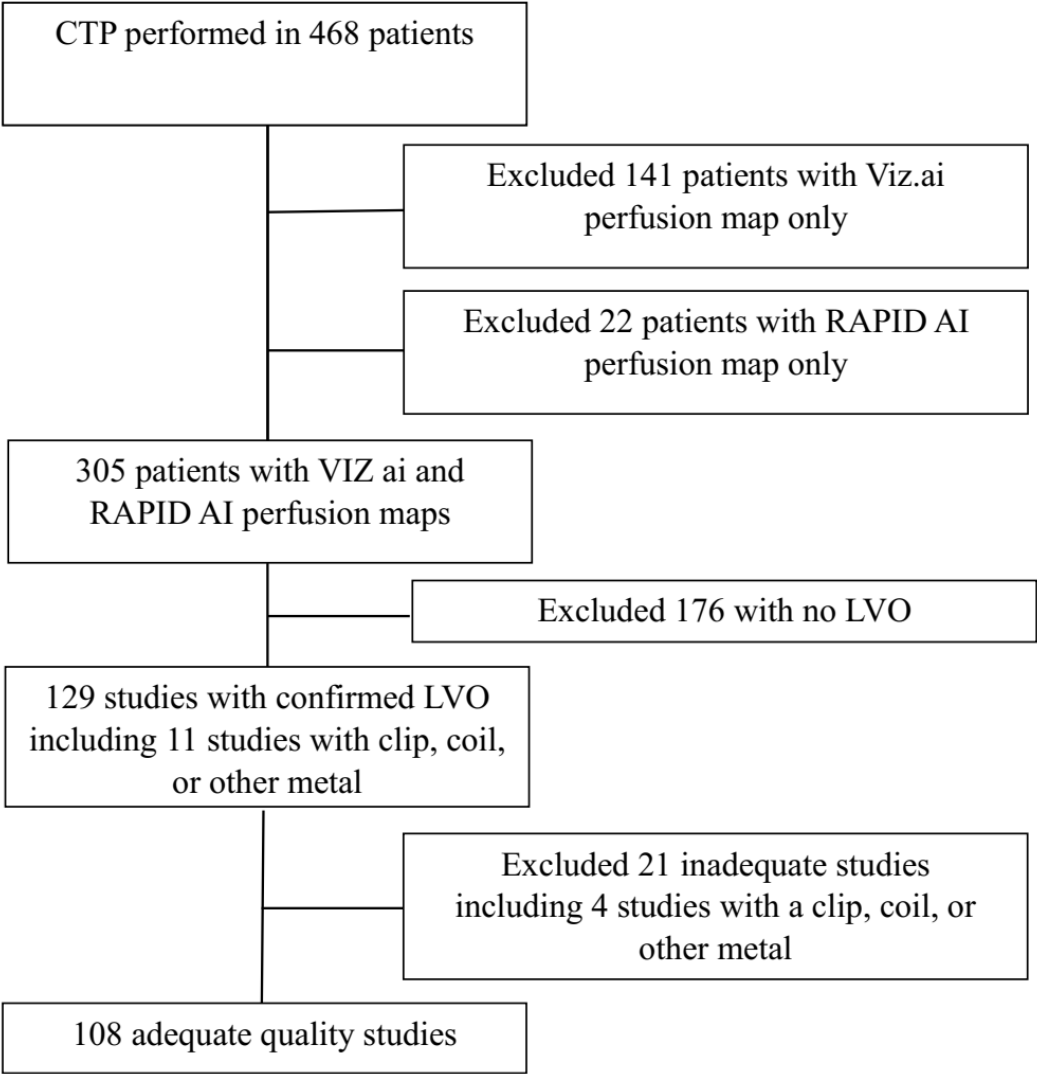 CTP performed in 468 patients
Excluded 141 patients with Viz.ai
perfusion map only
Excluded 22 patients with RAPID AI
perfusion map only
305 patients with VIZ ai and
RAPID AI perfusion maps
Excluded 176 with no LVO
129 studies with confirmed LVO
including 11 studies with clip, coil,
or other metal
Excluded 21 inadequate studies
including 4 studies with a clip, coil, or
other metal
108 adequate quality studies